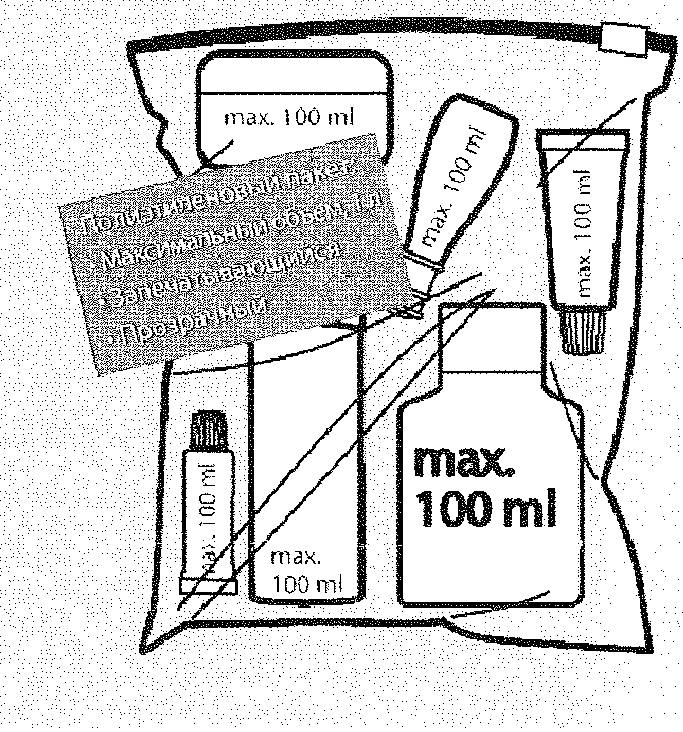 max. 100 ml
Полиэтиленовый пакет
· Максимальный объем: 1 л
· Запечатывающийся
· Прозрачный
max. 100 ml
max. 100 ml
max. 100 ml
max.
100 ml
max.
100 ml